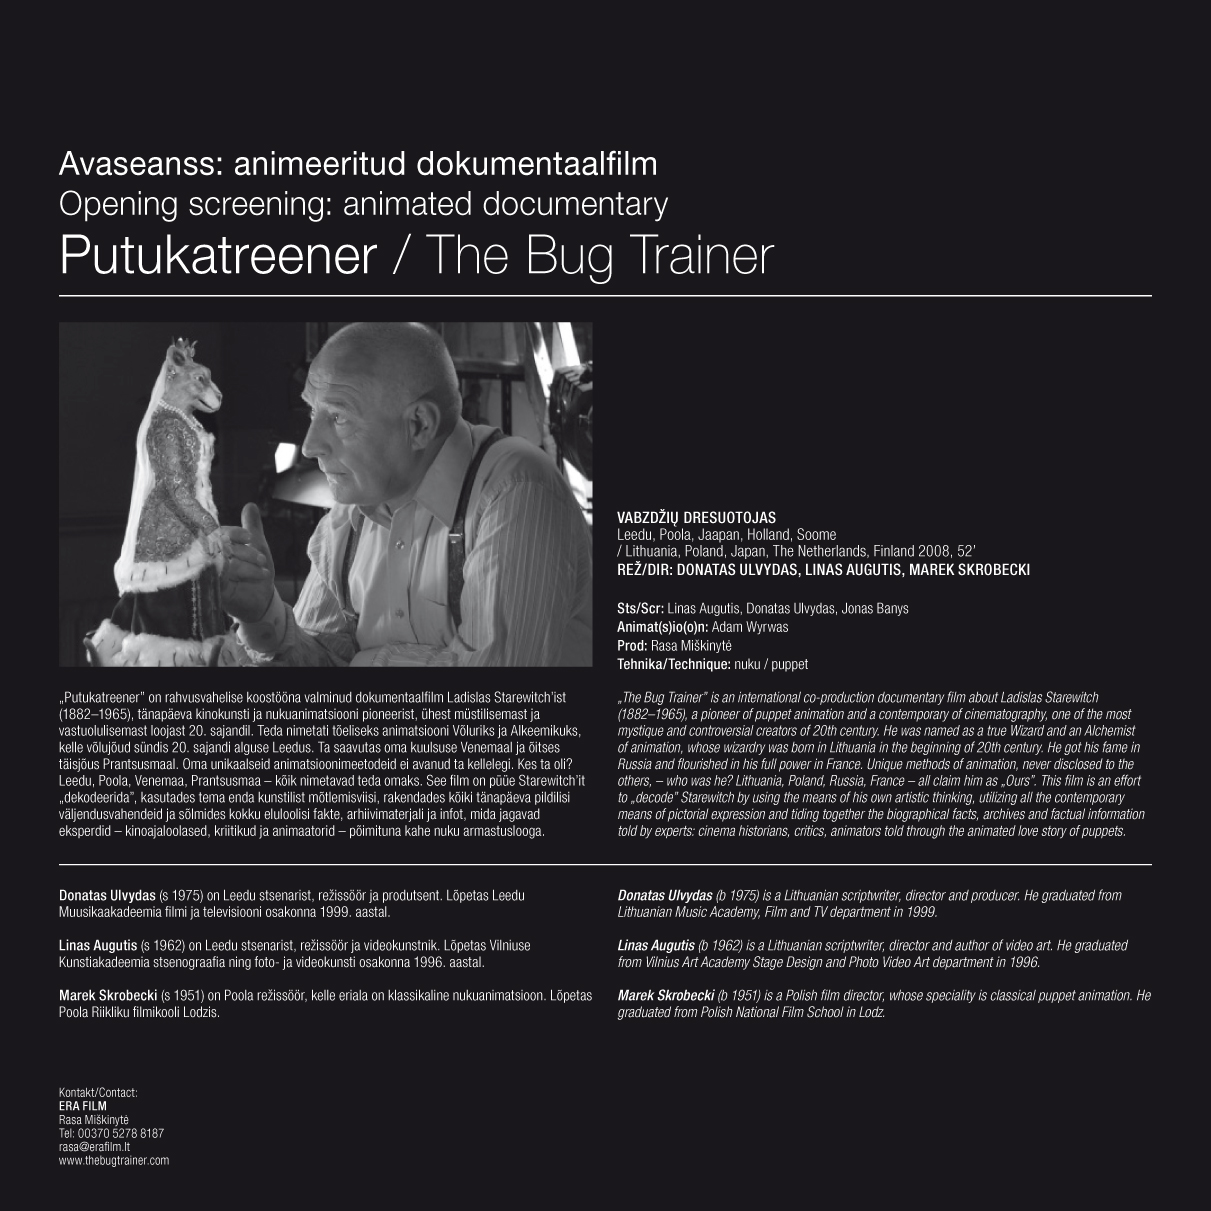 Avaseanss: animeeritud dokumentaalfilm
Opening screening: animated documentary
Putukatreener / The Bug Trainer
VABZDŽIŲ DRESUOTOJAS
Leedu, Poola, Jaapan, Holland, Soome
/ Lithuania, Poland, Japan, The Netherlands, Finland 2008, 52’
REŽ/DIR: DONATAS ULVYDAS, LINAS AUGUTIS, MAREK SKROBECKI
Sts/Scr: Linas Augutis, Donatas Ulvydas, Jonas Banys
Animat(s)io(o)n: Adam Wyrwas
Prod: Rasa Miškinytė
Tehnika/Technique: nuku / puppet
„Putukatreener” on rahvusvahelise koostööna valminud dokumentaalfilm Ladislas Starewitch’ist
(1882–1965), tänapäeva kinokunsti ja nukuanimatsiooni pioneerist, ühest müstilisemast ja
vastuolulisemast loojast 20. sajandil. Teda nimetati tõeliseks animatsiooni Võluriks ja Alkeemikuks,
kelle võlujõud sündis 20. sajandi alguse Leedus. Ta saavutas oma kuulsuse Venemaal ja õitses
täisjõus Prantsusmaal. Oma unikaalseid animatsioonimeetodeid ei avanud ta kellelegi. Kes ta oli?
Leedu, Poola, Venemaa, Prantsusmaa – kõik nimetavad teda omaks. See film on püüe Starewitch’it
„dekodeerida”, kasutades tema enda kunstilist mõtlemisviisi, rakendades kõiki tänapäeva pildilisi
väljendusvahendeid ja sõlmides kokku eluloolisi fakte, arhiivimaterjali ja infot, mida jagavad
eksperdid – kinoajaloolased, kriitikud ja animaatorid – põimituna kahe nuku armastuslooga.
„The Bug Trainer” is an international co-production documentary film about Ladislas Starewitch
(1882–1965), a pioneer of puppet animation and a contemporary of cinematography, one of the most
mystique and controversial creators of 20th century. He was named as a true Wizard and an Alchemist
of animation, whose wizardry was born in Lithuania in the beginning of 20th century. He got his fame in
Russia and flourished in his full power in France. Unique methods of animation, never disclosed to the
others, – who was he? Lithuania, Poland, Russia, France – all claim him as „Ours”. This film is an effort
to „decode” Starewitch by using the means of his own artistic thinking, utilizing all the contemporary
means of pictorial expression and tiding together the biographical facts, archives and factual information
told by experts: cinema historians, critics, animators told through the animated love story of puppets.
Donatas Ulvydas (s 1975) on Leedu stsenarist, režissöör ja produtsent. Lõpetas Leedu
Muusikaakadeemia filmi ja televisiooni osakonna 1999. aastal.
Linas Augutis (s 1962) on Leedu stsenarist, režissöör ja videokunstnik. Lõpetas Vilniuse
Kunstiakadeemia stsenograafia ning foto- ja videokunsti osakonna 1996. aastal.
Marek Skrobecki (s 1951) on Poola režissöör, kelle eriala on klassikaline nukuanimatsioon. Lõpetas
Poola Riikliku filmikooli Lodzis.
Donatas Ulvydas (b 1975) is a Lithuanian scriptwriter, director and producer. He graduated from
Lithuanian Music Academy, Film and TV department in 1999.
Linas Augutis (b 1962) is a Lithuanian scriptwriter, director and author of video art. He graduated
from Vilnius Art Academy Stage Design and Photo Video Art department in 1996.
Marek Skrobecki (b 1951) is a Polish film director, whose speciality is classical puppet animation. He
graduated from Polish National Film School in Lodz.
Kontakt/Contact:
ERA FILM
Rasa Miškinytė
Tel: 00370 5278 8187
rasa@erafilm.lt
www.thebugtrainer.com